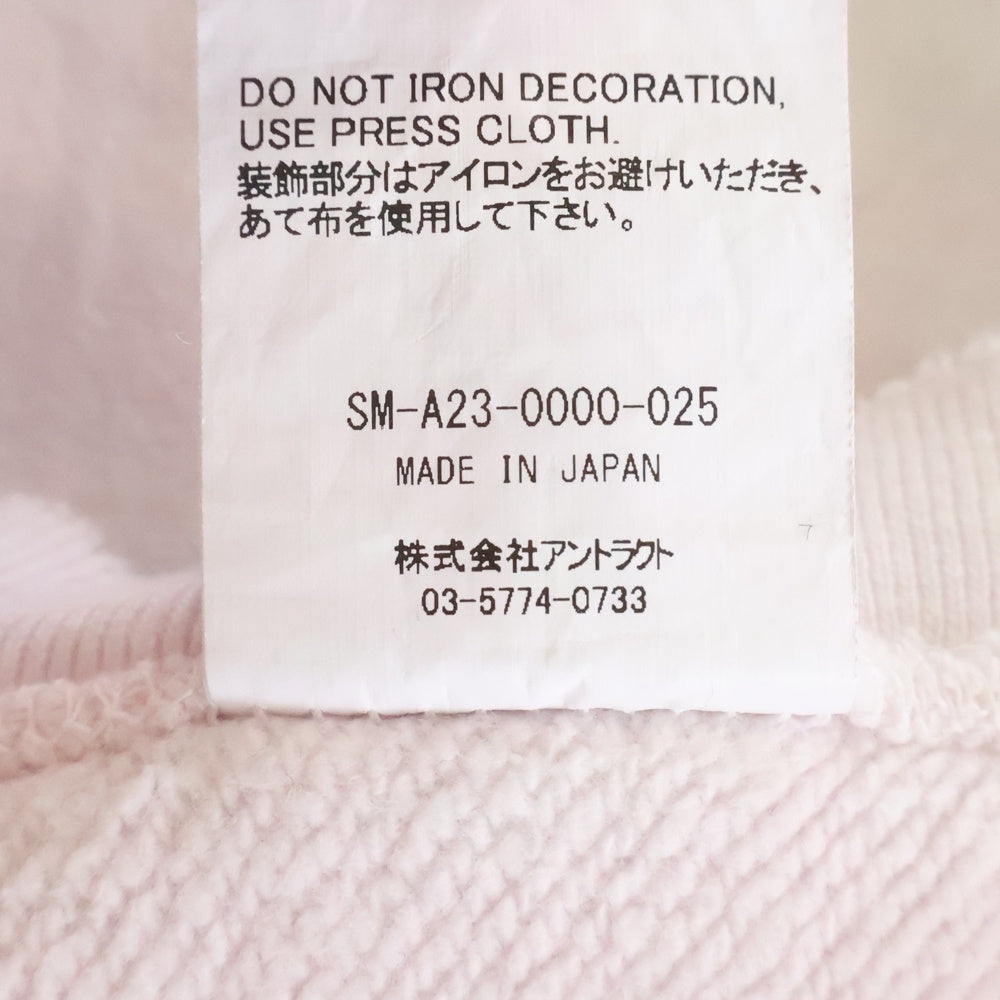 DO NOT IRON DECORATION,
USE PRESS CLOTH.
装飾部分はアイロンをお避けいただき、
あて布を使用して下さい。
SM-A23-0000-025
MADE IN JAPAN
株式会社アントラクト
03-5774-0733